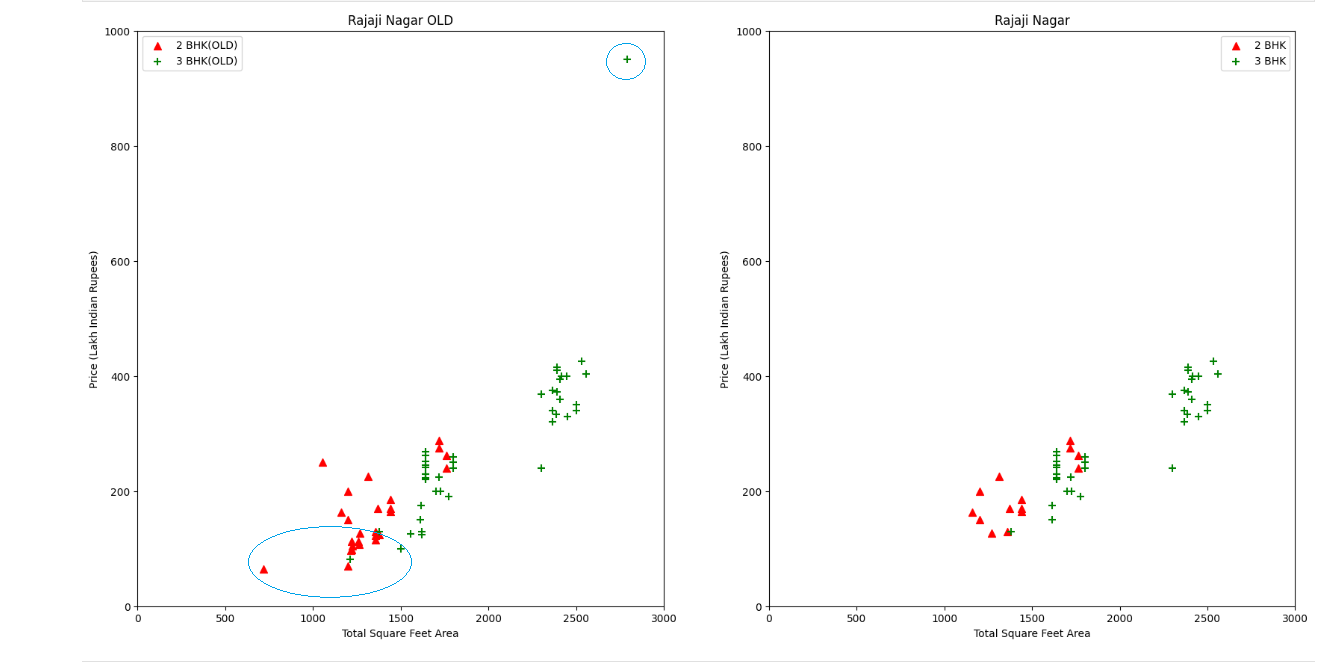 Rajaji Nagar OLD
2 BHK(OLD)
3 BHK(OLD)
Price (Lakh Indian Rupees)
1000
800
600
400
200
0
0 500 1000 1500 2000 2500 3000
Total Square Feet Area
Rajaji Nagar
2 BHK
3 BHK
Price (Lakh Indian Rupees)
1000
800
600
400
200
0
0 500 1000 1500 2000 2500 3000
Total Square Feet Area